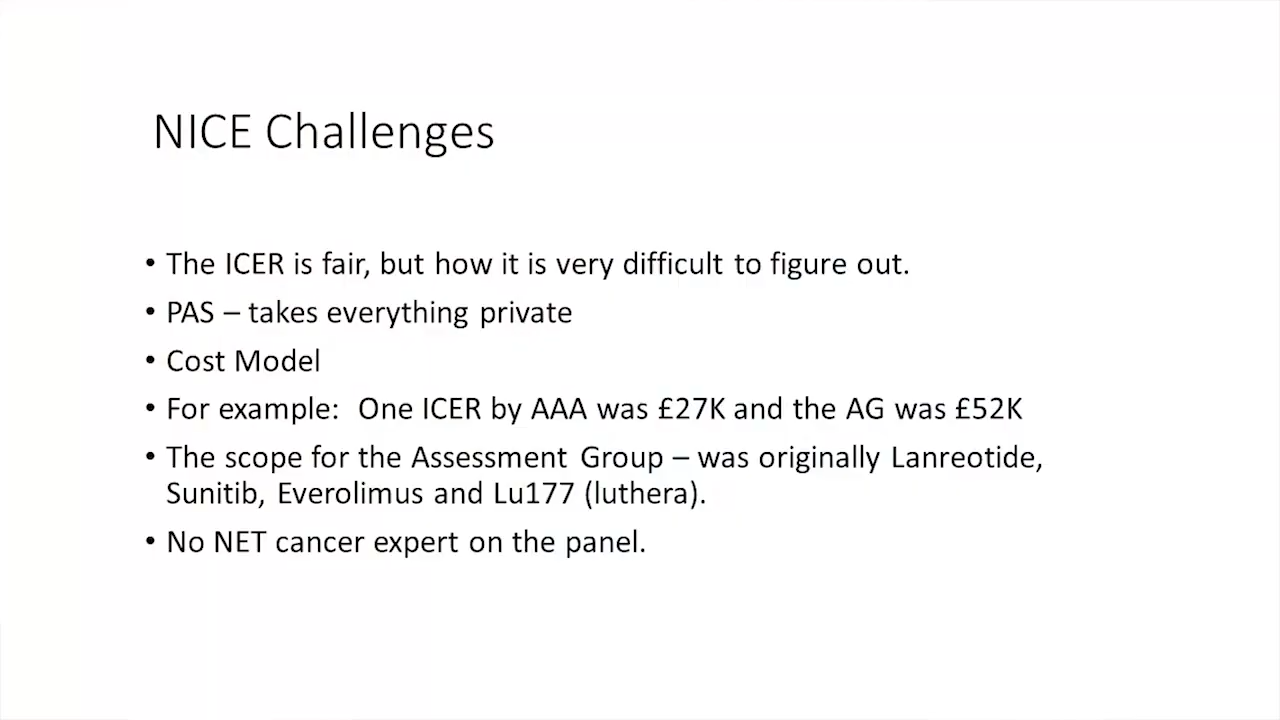 NICE Challenges
• The ICER is fair, but how it is very difficult to figure out.
• PAS – takes everything private
• Cost Model
• For example:  One ICER by AAA was £27K and the AG was £52K
• The scope for the Assessment Group – was originally Lanreotide,
Sunitib, Everolimus and Lu177 (luthera).
• No NET cancer expert on the panel.